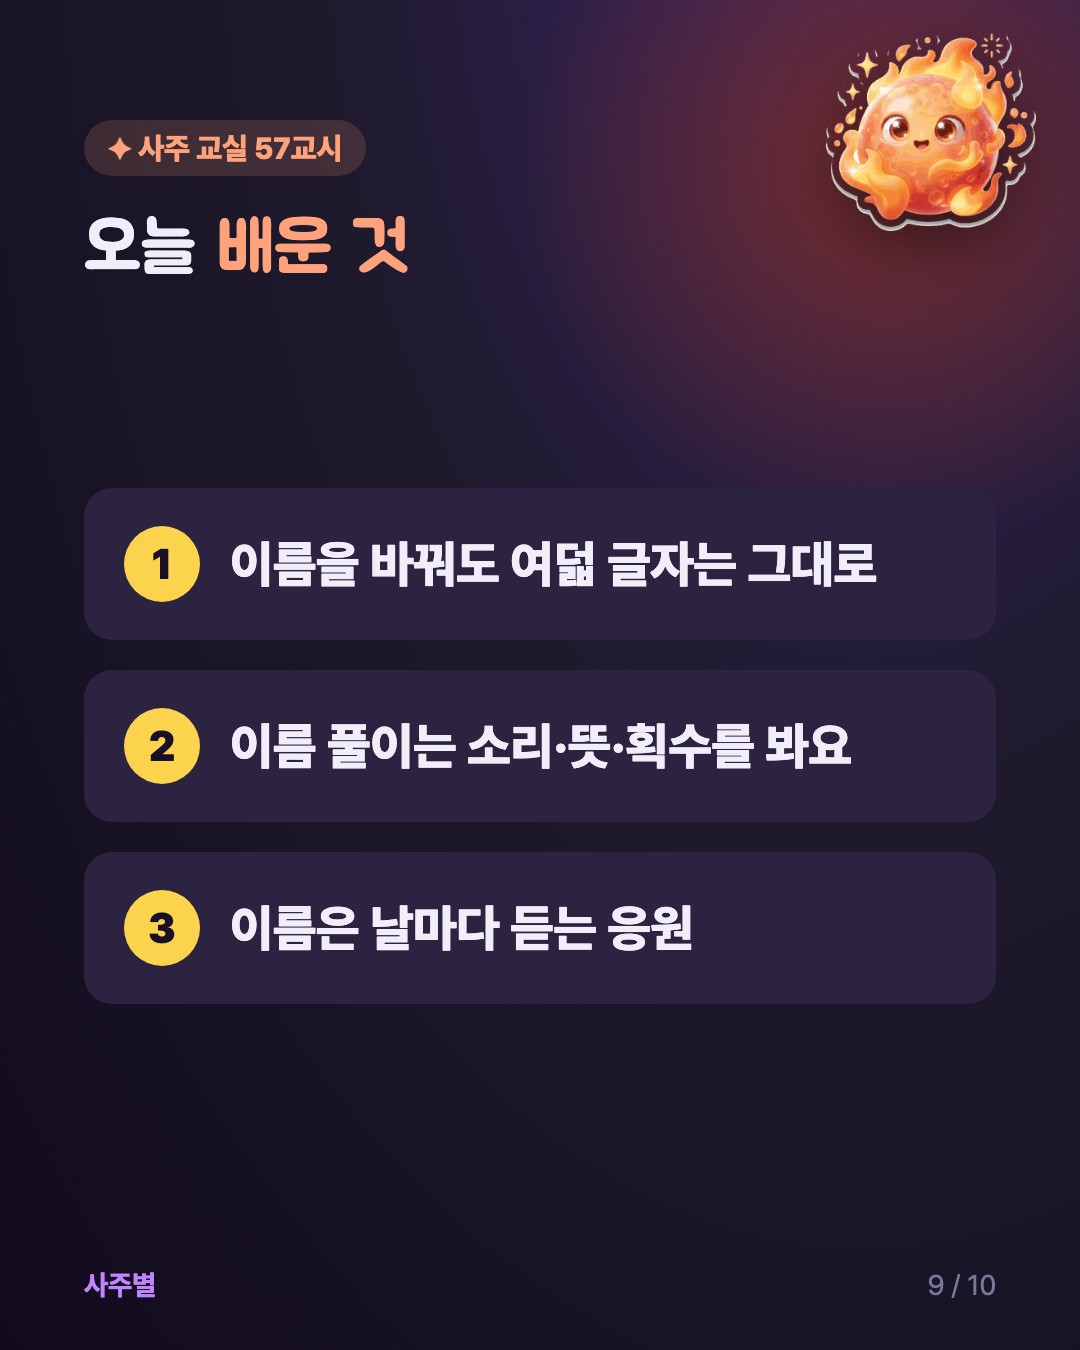 ✦ 사주 교실 57교시
오늘 배운 것
1 이름을 바꿔도 여덟 글자는 그대로
2 이름 풀이는 소리·뜻·획수를 봐요
3 이름은 날마다 듣는 응원
사주별
9 / 10